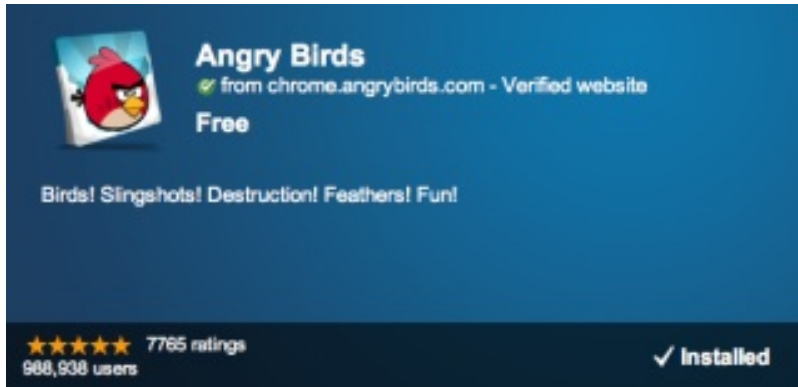 Angry Birds
from chrome.angrybirds.com - Verified website
Free
Birds! Slingshots! Destruction! Feathers! Fun!
7765 ratings
988,938 users
Installed